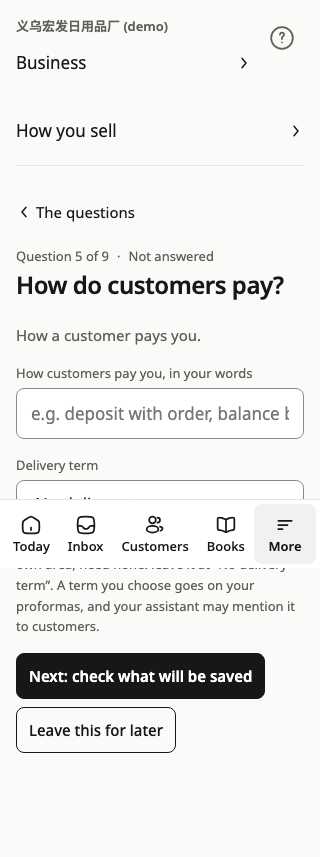 义乌宏发日用品厂 (demo)
Business
How you sell
The questions
Question 5 of 9 · Not answered
How do customers pay?
How a customer pays you.
How customers pay you, in your words
e.g. deposit with order, balance b
Delivery term
Today
Inbox
Customers
Books
More
term”. A term you choose goes on your
proformas, and your assistant may mention it
to customers.
Next: check what will be saved
Leave this for later